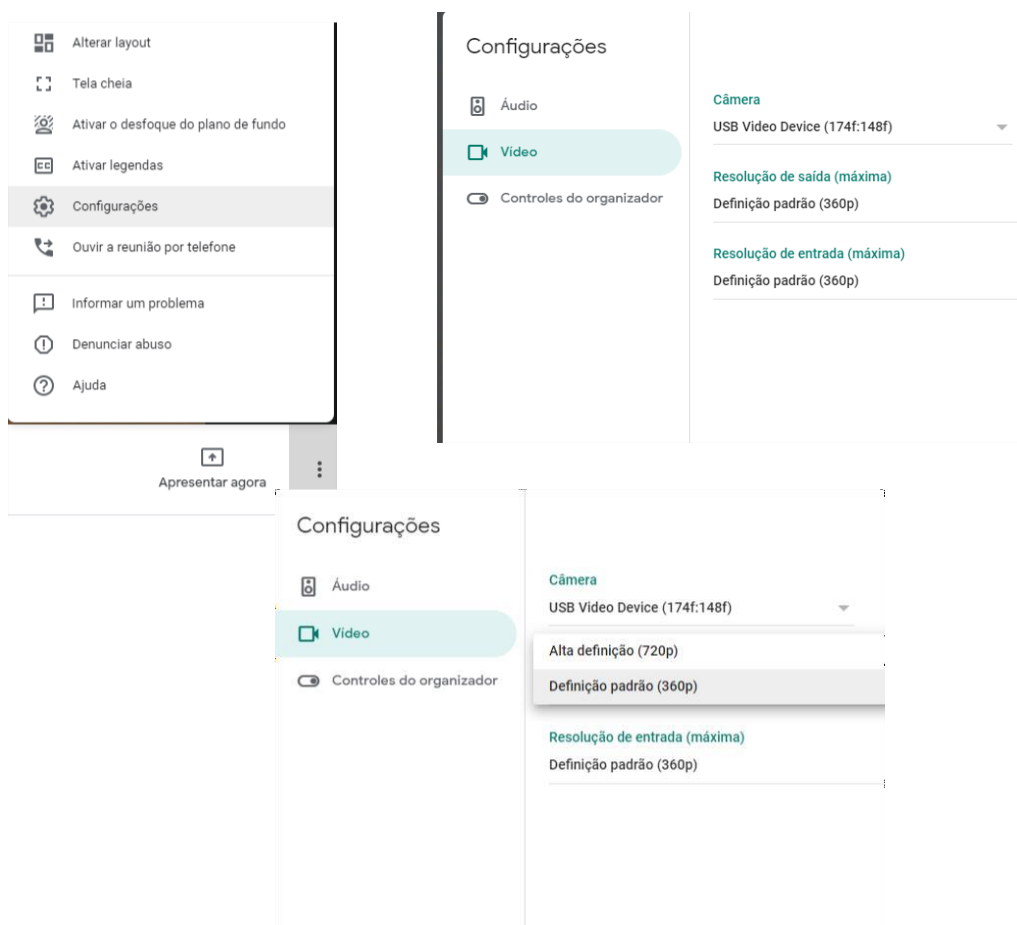 Alterar layout
Tela cheia
Ativar o desfoque do plano de fundo
Ativar legendas
Configurações
Ouvir a reunião por telefone
Informar um problema
Denunciar abuso
Ajuda
Apresentar agora
Configurações
Áudio
Vídeo
Controles do organizador
Câmera
USB Video Device (174f:148f)
Resolução de saída (máxima)
Definição padrão (360p)
Resolução de entrada (máxima)
Definição padrão (360p)
Configurações
Áudio
Vídeo
Controles do organizador
Câmera
USB Video Device (174f:148f)
Alta definição (720p)
Definição padrão (360p)
Resolução de entrada (máxima)
Definição padrão (360p)